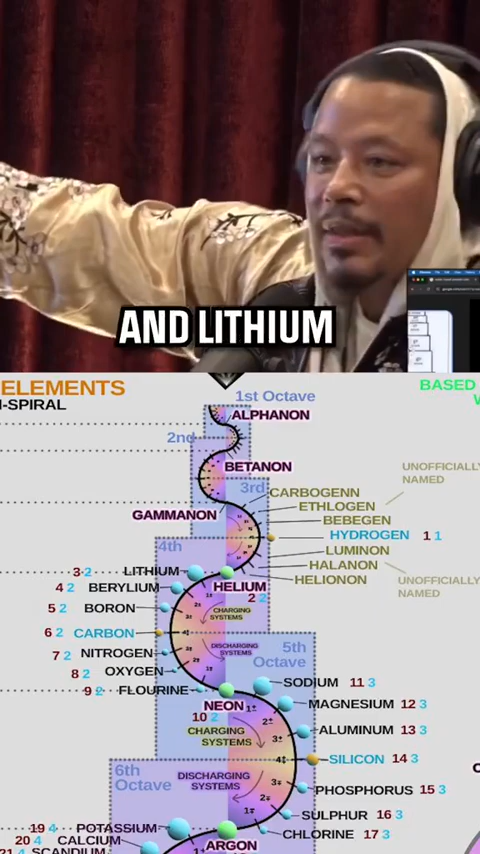 AND LITHIUM
ELEMENTS
-SPIRAL
BASED
1st Octave
ALPHANON
2nd
BETANON
UNOFFICIALLY
NAMED
3rd
CARBOGENN
ETHLOGEN
GAMMANON
BEBEGEN
HYDROGEN 1 1
4th
LUMINON
HALANON
3 2 LITHIUM
HELIONON
UNOFFICIALLY
NAMED
HELIUM
2 2
4 2 BERYLIUM
5 2 BORON
CHARGING
SYSTEMS
6 2 CARBON
5th
Octave
7 2 NITROGEN
DISCHARGING
SYSTEMS
8 2 OXYGEN
9 2 FLOURINE
SODIUM 11 3
NEON
10 2
MAGNESIUM 12 3
CHARGING
SYSTEMS
ALUMINUM 13 3
SILICON 14 3
6th
Octave
DISCHARGING
SYSTEMS
PHOSPHORUS 15 3
SULPHUR 16 3
19 4 POTASSIUM
CHLORINE 17 3
20 4 CALCIUM
ARGON
21 4 SCANDIUM